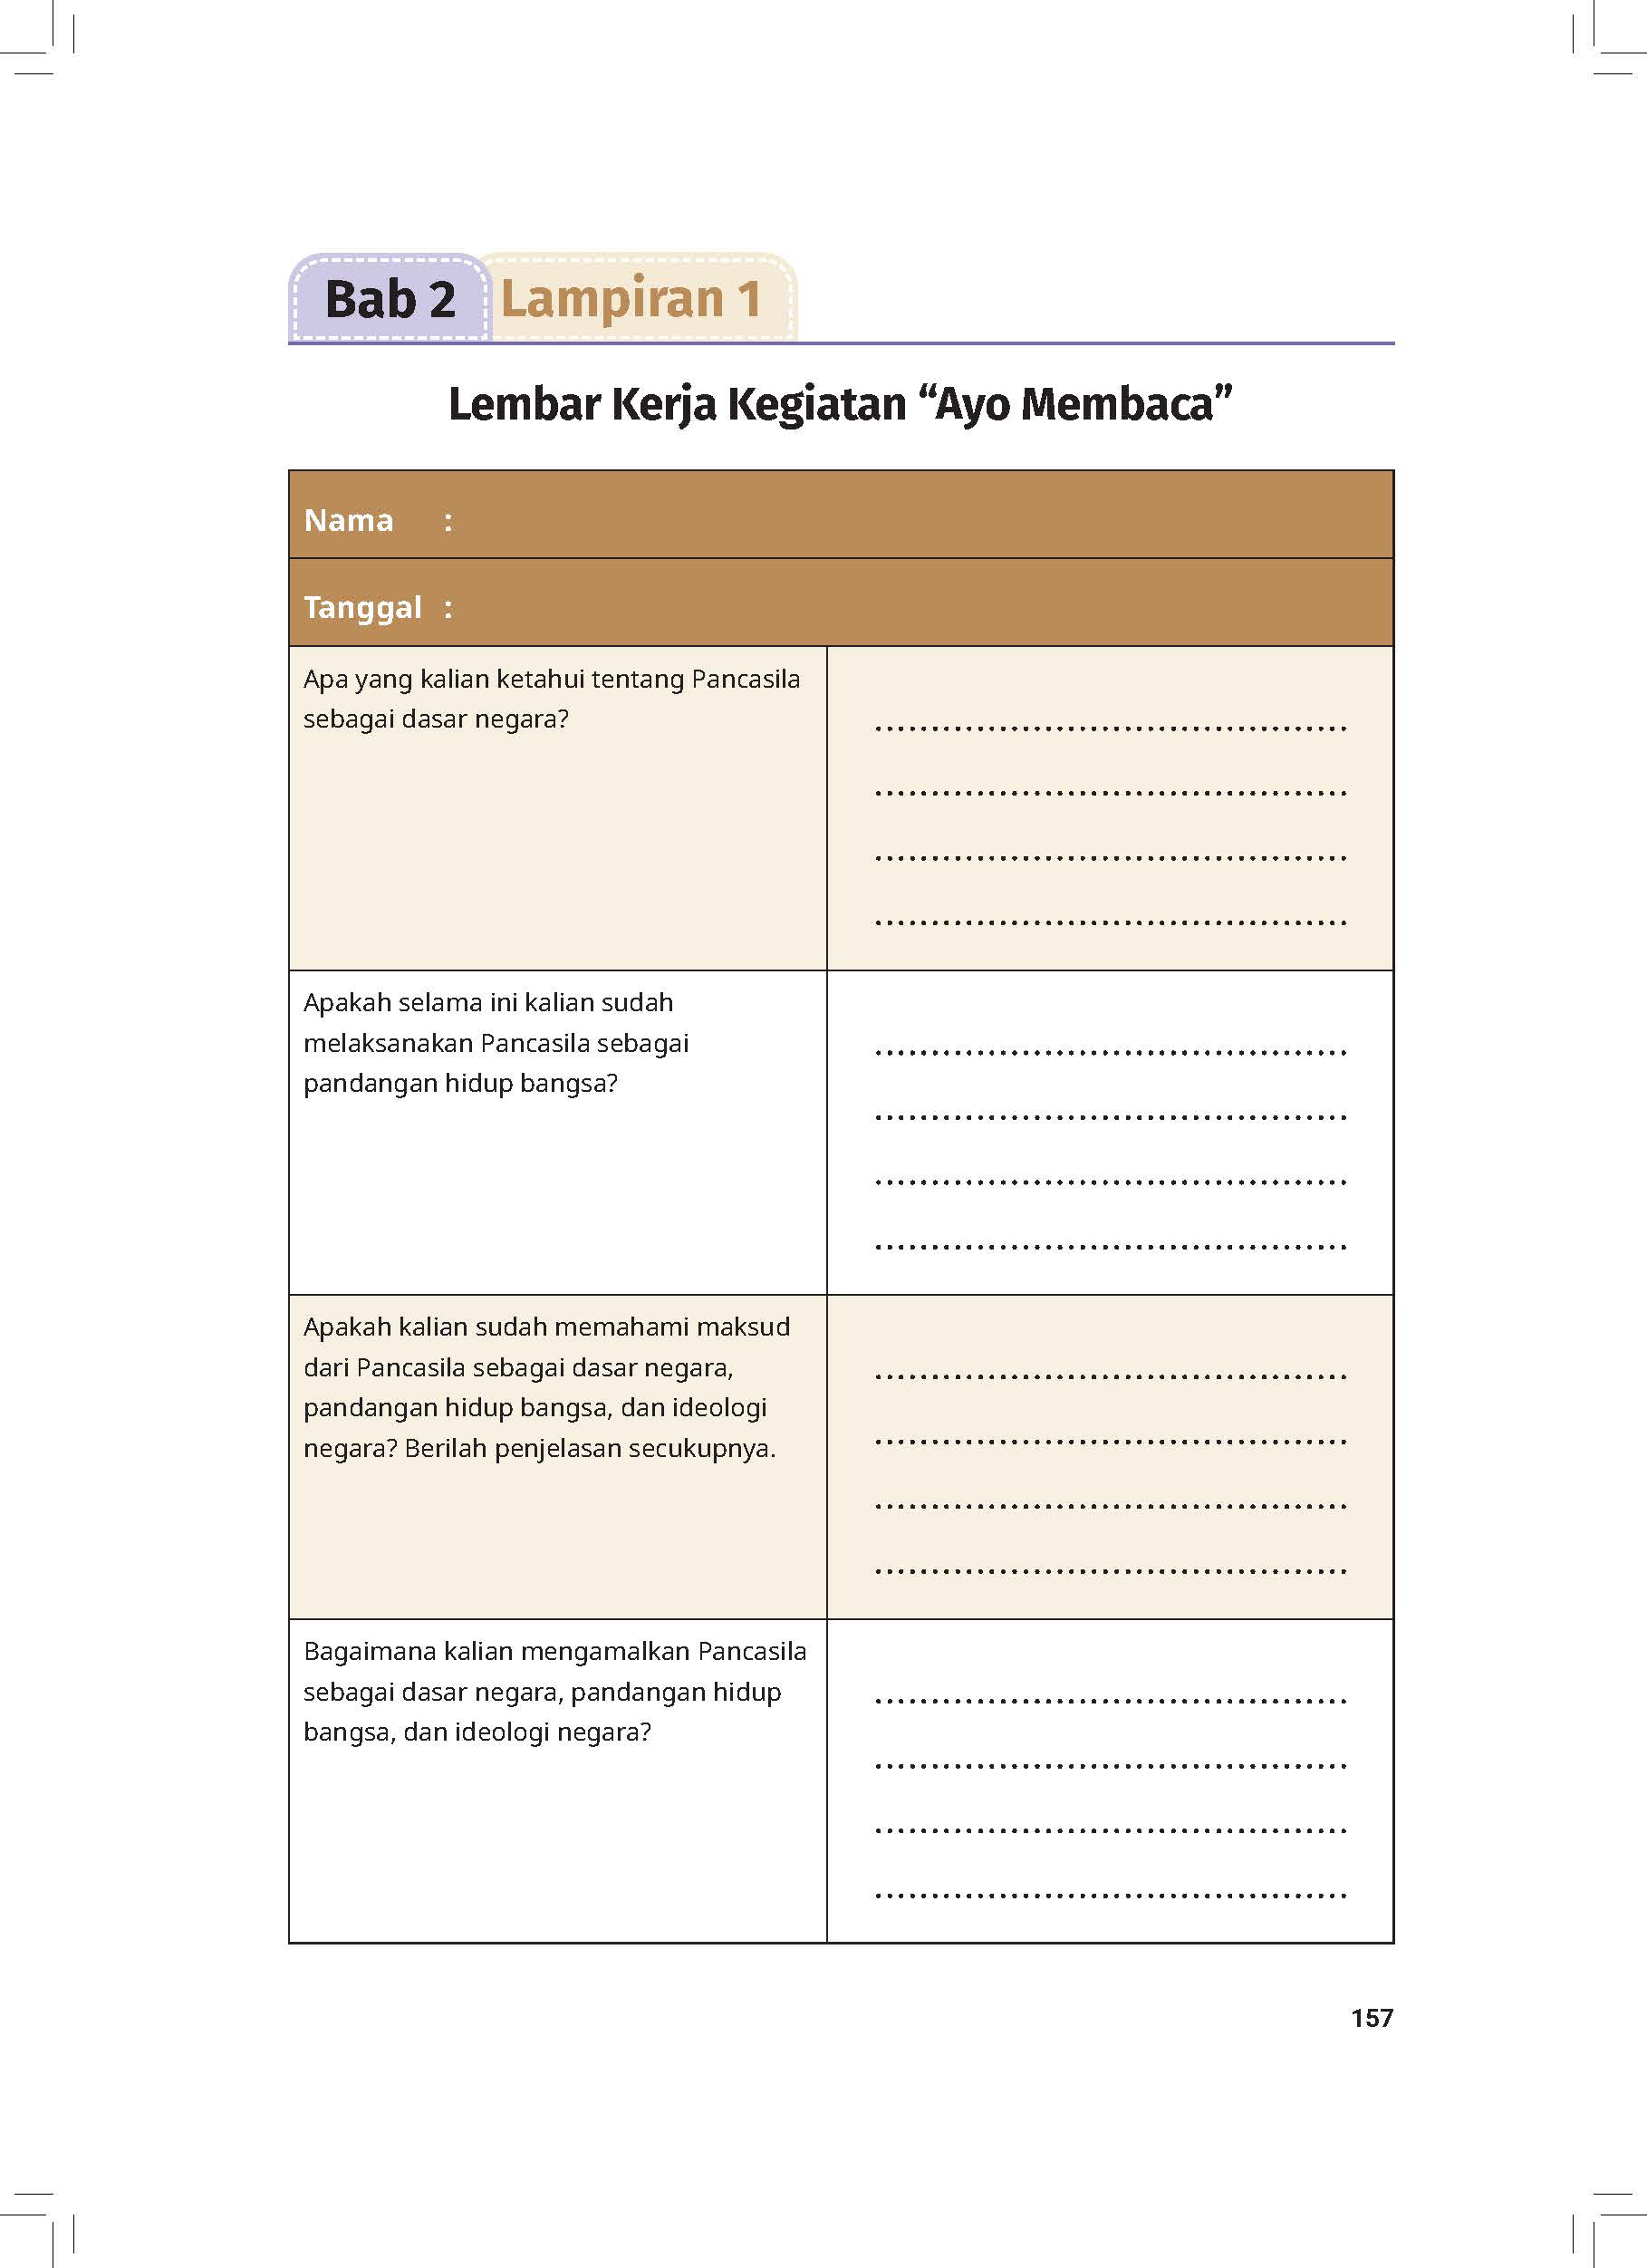 Bab 2 Lampiran 1
Lembar Kerja Kegiatan “Ayo Membaca”
Nama :
Tanggal :
Apa yang kalian ketahui tentang Pancasila
sebagai dasar negara?
........................................
........................................
........................................
........................................
Apakah selama ini kalian sudah
melaksanakan Pancasila sebagai
pandangan hidup bangsa?
........................................
........................................
........................................
........................................
Apakah kalian sudah memahami maksud
dari Pancasila sebagai dasar negara,
pandangan hidup bangsa, dan ideologi
negara? Berilah penjelasan secukupnya.
........................................
........................................
........................................
........................................
Bagaimana kalian mengamalkan Pancasila
sebagai dasar negara, pandangan hidup
bangsa, dan ideologi negara?
........................................
........................................
........................................
........................................
157